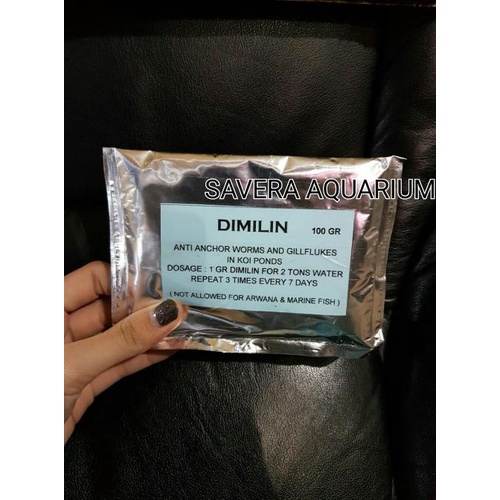 SAVERA AQUARIUM
DIMILIN 100 GR
ANTI ANCHOR WORMS AND GILLFLUKES
IN KOI PONDS
DOSAGE : 1 GR DIMILIN FOR 2 TONS WATER
REPEAT 3 TIMES EVERY 7 DAYS
( NOT ALLOWED FOR ARWANA & MARINE FISH )